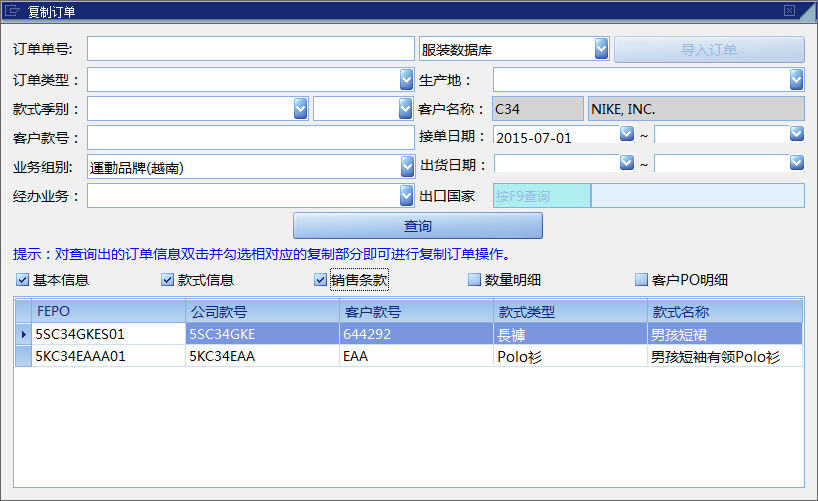 复制订单
订单单号: 服装数据库 导入订单
订单类型： 生产地：
款式季别： 客户名称： C34 NIKE, INC.
客户款号： 接单日期： 2015-07-01 ~
业务组别: 運動品牌(越南) 出货日期： ~
经办业务： 出口国家 按F9查询
查询
提示：对查询出的订单信息双击并勾选相对应的复制部分即可进行复制订单操作。
基本信息 款式信息 销售条款 数量明细 客户PO明细
FEPO 公司款号 客户款号 款式类型 款式名称
5SC34GKES01 5SC34GKE 644292 長褲 男孩短裙
5KC34EAAA01 5KC34EAA EAA Polo衫 男孩短袖有领Polo衫